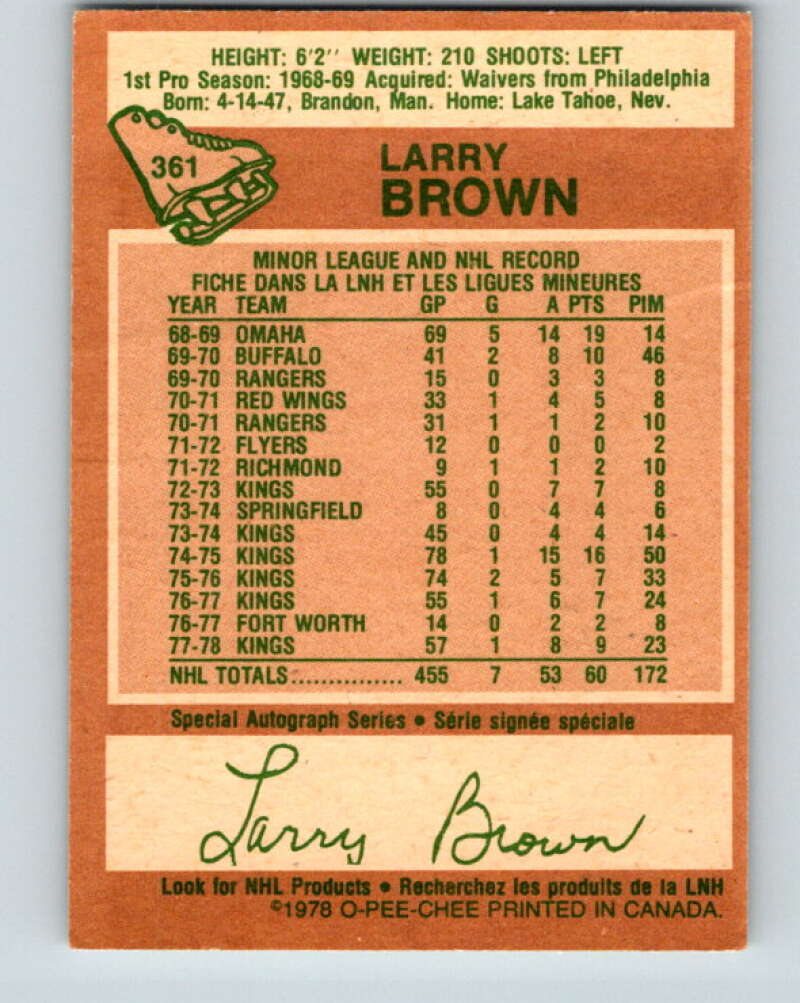 HEIGHT: 6'2'' WEIGHT: 210 SHOOTS: LEFT
1st Pro Season: 1968-69 Acquired: Waivers from Philadelphia
Born: 4-14-47, Brandon, Man. Home: Lake Tahoe, Nev.
361
LARRY
BROWN
MINOR LEAGUE AND NHL RECORD
FICHE DANS LA LNH ET LES LIGUES MINEURES
YEAR TEAM GP G A PTS PIM
68-69 OMAHA 69 5 14 19 14
69-70 BUFFALO 41 2 8 10 46
69-70 RANGERS 15 0 3 3 8
70-71 RED WINGS 33 1 4 5 8
70-71 RANGERS 31 1 1 2 10
71-72 FLYERS 12 0 0 0 2
71-72 RICHMOND 9 1 1 2 10
72-73 KINGS 55 0 7 7 8
73-74 SPRINGFIELD 8 0 4 4 6
73-74 KINGS 45 0 4 4 14
74-75 KINGS 78 1 15 16 50
75-76 KINGS 74 2 5 7 33
76-77 KINGS 55 1 6 7 24
76-77 FORT WORTH 14 0 2 2 8
77-78 KINGS 57 1 8 9 23
NHL TOTALS............... 455 7 53 60 172
Special Autograph Series • Série signée spéciale
Larry Brown
Look for NHL Products • Recherchez les produits de la LNH
©1978 O-PEE-CHEE PRINTED IN CANADA.